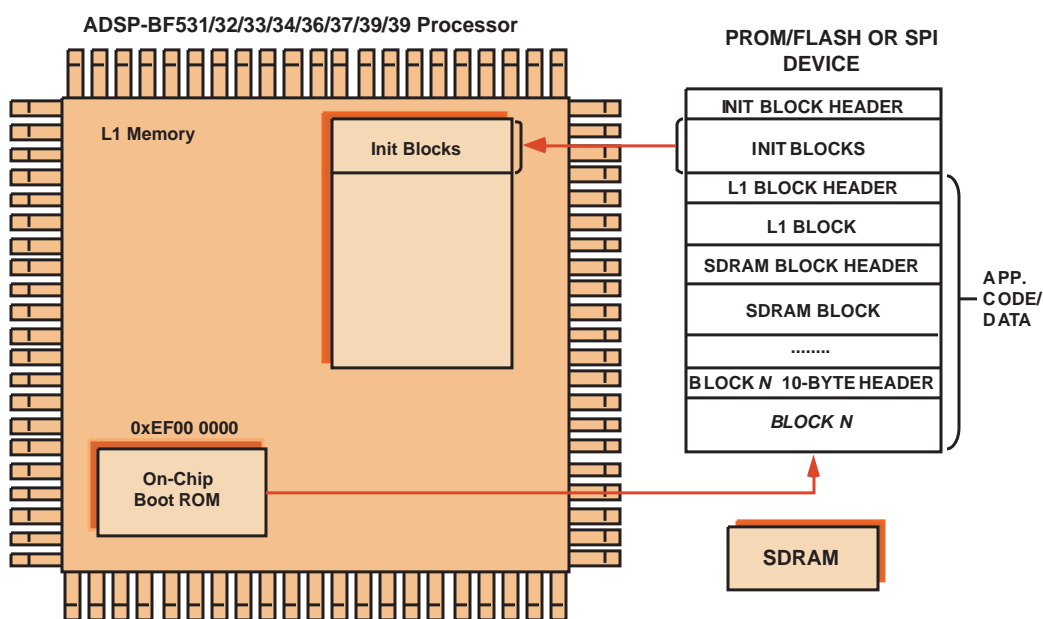 ADSP-BF531/32/33/34/36/37/39/39 Processor
L1 Memory
Init Blocks
0xEF00 0000
On-Chip
Boot ROM
PROM/FLASH OR SPI
DEVICE
INIT BLOCK HEADER
INIT BLOCKS
L1 BLOCK HEADER
L1 BLOCK
SDRAM BLOCK HEADER
SDRAM BLOCK
........
BLOCK N 10-BYTE HEADER
BLOCK N
APP.
CODE/
DATA
SDRAM